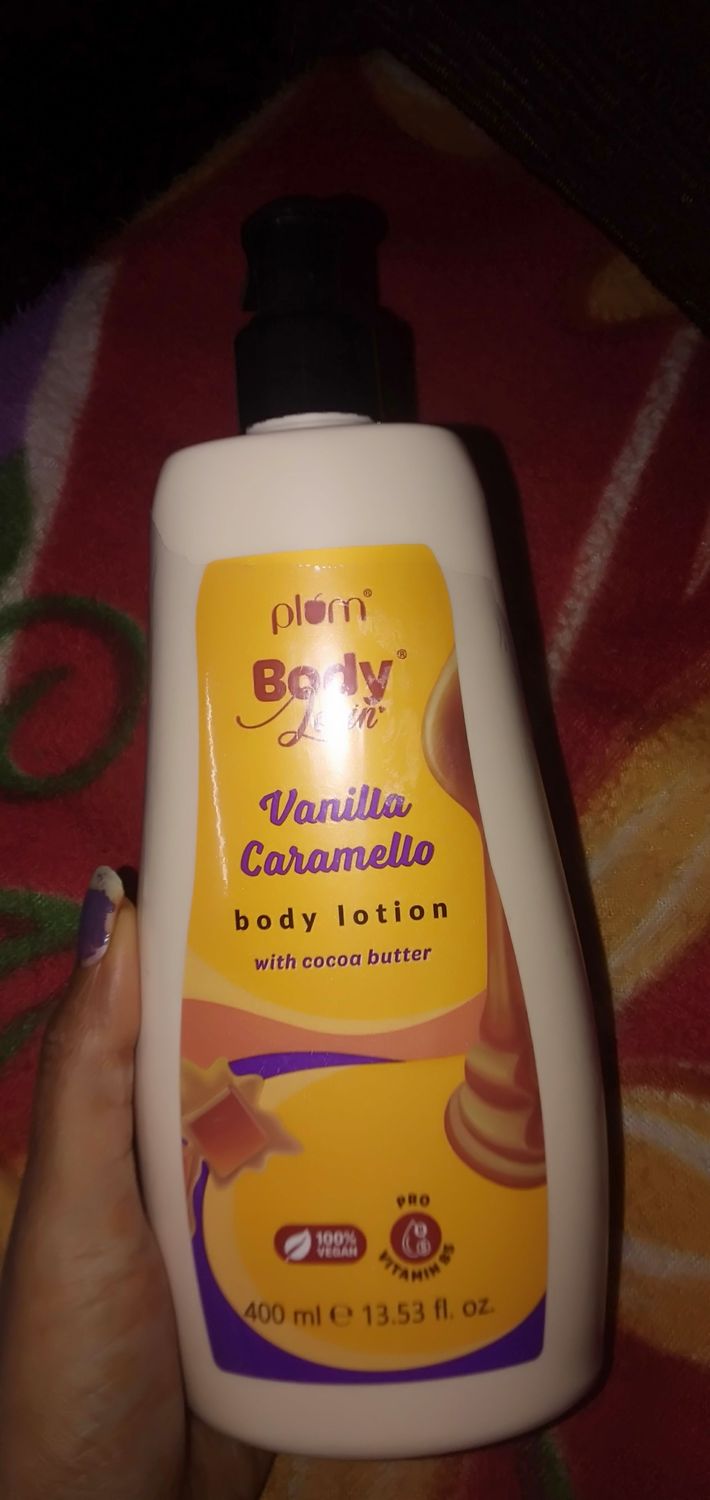 plum®
Body®
Lovin'
Vanilla
Caramello
body lotion
with cocoa butter
PRO
VITAMIN B5
100%
VEGAN
400 ml ℮ 13.53 fl. oz.